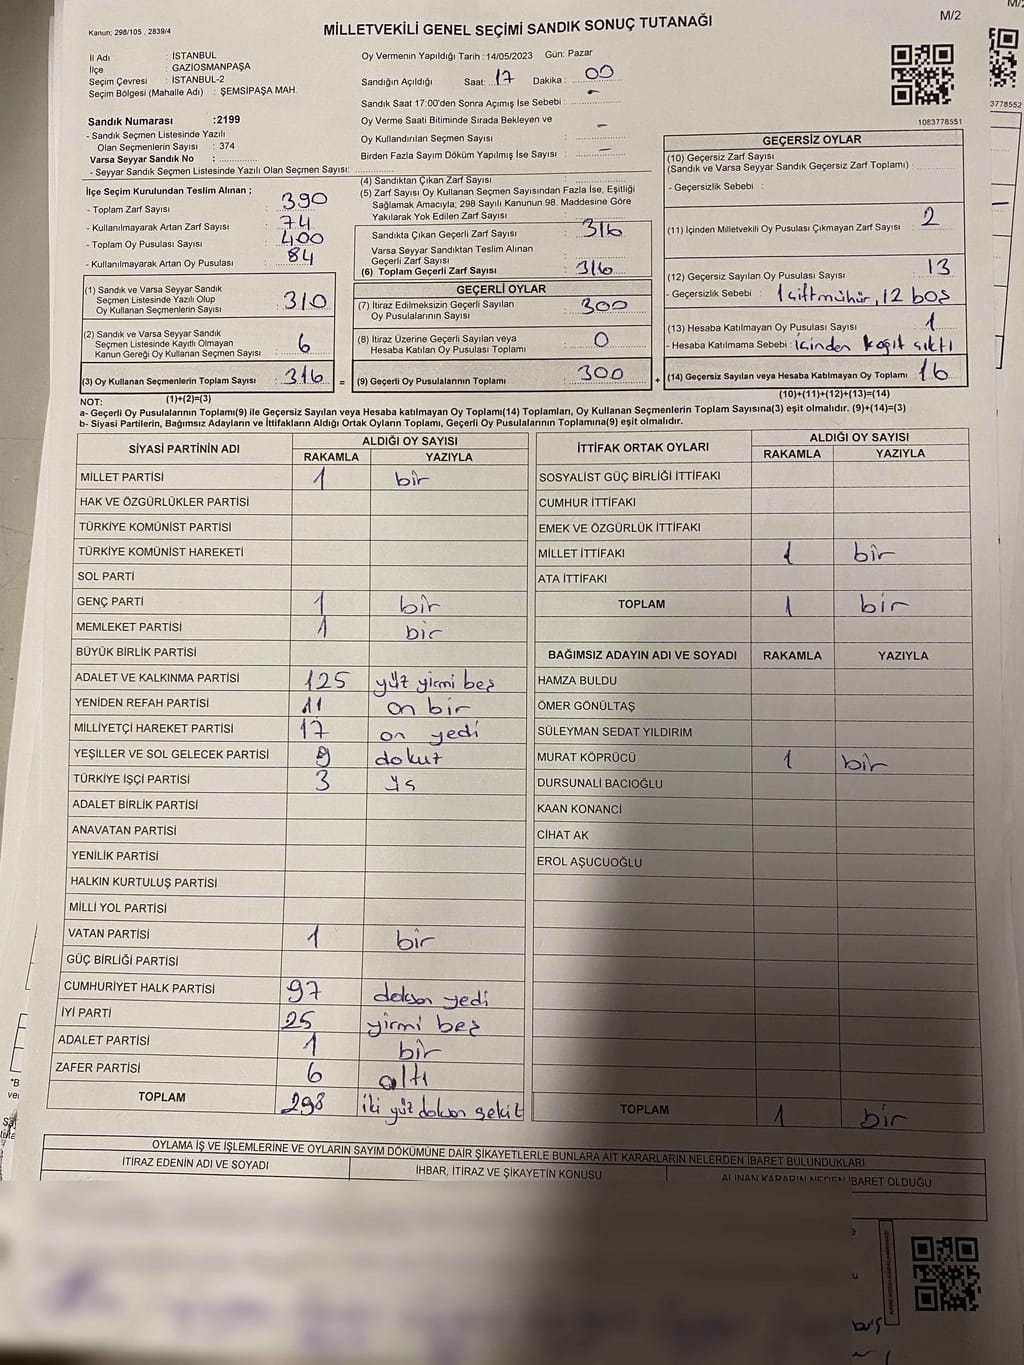 M/2
Kanun; 298/105 , 2839/4
MİLLETVEKİLİ GENEL SEÇİMİ SANDIK SONUÇ TUTANAĞI
İl Adı : İSTANBUL
İlçe : GAZİOSMANPAŞA
Seçim Çevresi : İSTANBUL-2
Seçim Bölgesi (Mahalle Adı) : ŞEMSİPAŞA MAH.
Oy Vermenin Yapıldığı Tarih :14/05/2023 Gün: Pazar
Sandığın Açıldığı Saat: 17 Dakika : 00
Sandık Saat 17:00'den Sonra Açımış İse Sebebi : -
Sandık Numarası :2199
- Sandık Seçmen Listesinde Yazılı
Olan Seçmenlerin Sayısı : 374
Varsa Seyyar Sandık No :
- Seyyar Sandık Seçmen Listesinde Yazılı Olan Seçmen Sayısı:
Oy Verme Saati Bitiminde Sırada Bekleyen ve
Oy Kullandırılan Seçmen Sayısı : -
Birden Fazla Sayım Döküm Yapılmış İse Sayısı : -
1083778551
3778552
İlçe Seçim Kurulundan Teslim Alınan ;
- Toplam Zarf Sayısı : 390
- Kullanılmayarak Artan Zarf Sayısı : 74
- Toplam Oy Pusulası Sayısı : 400
- Kullanılmayarak Artan Oy Pusulası : 84
(4) Sandıktan Çıkan Zarf Sayısı :
(5) Zarf Sayısı Oy Kullanan Seçmen Sayısından Fazla İse, Eşitliği
Sağlamak Amacıyla; 298 Sayılı Kanunun 98. Maddesine Göre
Yakılarak Yok Edilen Zarf Sayısı :
Sandıkta Çıkan Geçerli Zarf Sayısı : 316
Varsa Seyyar Sandıktan Teslim Alınan
Geçerli Zarf Sayısı :
(6) Toplam Geçerli Zarf Sayısı : 316
GEÇERSİZ OYLAR
(10) Geçersiz Zarf Sayısı
(Sandık ve Varsa Seyyar Sandık Geçersiz Zarf Toplamı) :
- Geçersizlik Sebebi :
(11) İçinden Milletvekili Oy Pusulası Çıkmayan Zarf Sayısı : 2
(12) Geçersiz Sayılan Oy Pusulası Sayısı : 13
- Geçersizlik Sebebi : 1 çift mühür, 12 boş
(13) Hesaba Katılmayan Oy Pusulası Sayısı : 1
- Hesaba Katılmama Sebebi : içinden kağıt çıktı
(14) Geçersiz Sayılan veya Hesaba Katılmayan Oy Toplamı : 16
(10)+(11)+(12)+(13)=(14)
(1) Sandık ve Varsa Seyyar Sandık
Seçmen Listesinde Yazılı Olup
Oy Kullanan Seçmenlerin Sayısı : 310
(2) Sandık ve Varsa Seyyar Sandık
Seçmen Listesinde Kayıtlı Olmayan
Kanun Gereği Oy Kullanan Seçmen Sayısı : 6
(3) Oy Kullanan Seçmenlerin Toplam Sayısı : 316 =
(1)+(2)=(3)
GEÇERLİ OYLAR
(7) İtiraz Edilmeksizin Geçerli Sayılan
Oy Pusulalarının Sayısı : 300
(8) İtiraz Üzerine Geçerli Sayılan veya
Hesaba Katılan Oy Pusulası Toplamı : 0
(9) Geçerli Oy Pusulalarının Toplamı : 300 +
NOT:
a- Geçerli Oy Pusulalarının Toplamı(9) ile Geçersiz Sayılan veya Hesaba katılmayan Oy Toplamı(14) Toplamları, Oy Kullanan Seçmenlerin Toplam Sayısına(3) eşit olmalıdır. (9)+(14)=(3)
b- Siyasi Partilerin, Bağımsız Adayların ve İttifakların Aldığı Ortak Oyların Toplamı, Geçerli Oy Pusulalarının Toplamına(9) eşit olmalıdır.
SİYASİ PARTİNİN ADI ALDIĞI OY SAYISI
RAKAMLA YAZIYLA
MİLLET PARTİSİ 1 bir
HAK VE ÖZGÜRLÜKLER PARTİSİ
TÜRKİYE KOMÜNİST PARTİSİ
TÜRKİYE KOMÜNİST HAREKETİ
SOL PARTİ
GENÇ PARTİ 1 bir
MEMLEKET PARTİSİ 1 bir
BÜYÜK BİRLİK PARTİSİ
ADALET VE KALKINMA PARTİSİ 125 yüz yirmi beş
YENİDEN REFAH PARTİSİ 11 on bir
MİLLİYETÇİ HAREKET PARTİSİ 17 on yedi
YEŞİLLER VE SOL GELECEK PARTİSİ 9 dokuz
TÜRKİYE İŞÇİ PARTİSİ 3 üç
ADALET BİRLİK PARTİSİ
ANAVATAN PARTİSİ
YENİLİK PARTİSİ
HALKIN KURTULUŞ PARTİSİ
MİLLİ YOL PARTİSİ
VATAN PARTİSİ 1 bir
GÜÇ BİRLİĞİ PARTİSİ
CUMHURİYET HALK PARTİSİ 97 doksan yedi
İYİ PARTİ 25 yirmi beş
ADALET PARTİSİ 1 bir
ZAFER PARTİSİ 6 altı
TOPLAM 298 iki yüz doksan sekiz
İTTİFAK ORTAK OYLARI ALDIĞI OY SAYISI
RAKAMLA YAZIYLA
SOSYALİST GÜÇ BİRLİĞİ İTTİFAKI
CUMHUR İTTİFAKI
EMEK VE ÖZGÜRLÜK İTTİFAKI
MİLLET İTTİFAKI 1 bir
ATA İTTİFAKI
TOPLAM 1 bir
BAĞIMSIZ ADAYIN ADI VE SOYADI RAKAMLA YAZIYLA
HAMZA BULDU
ÖMER GÖNÜLTAŞ
SÜLEYMAN SEDAT YILDIRIM
MURAT KÖPRÜCÜ 1 bir
DURSUNALİ BACIOĞLU
KAAN KONANCİ
CİHAT AK
EROL AŞUCUOĞLU
TOPLAM 1 bir
OYLAMA İŞ VE İŞLEMLERİNE VE OYLARIN SAYIM DÖKÜMÜNE DAİR ŞİKAYETLERLE BUNLARA AİT KARARLARIN NELERDEN İBARET BULUNDUKLARI
İTİRAZ EDENİN ADI VE SOYADI İHBAR, İTİRAZ VE ŞİKAYETİN KONUSU ALINAN KARARIN NEDEN İBARET OLDUĞU